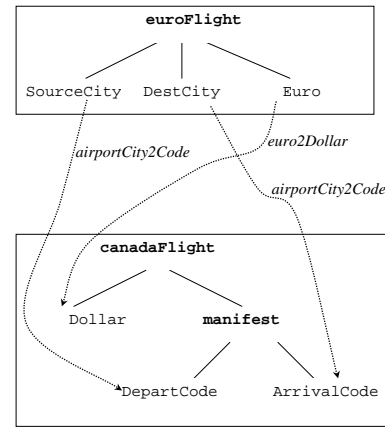 euroFlight
SourceCity DestCity Euro
airportCity2Code
euro2Dollar
airportCity2Code
canadaFlight
Dollar manifest
DepartCode ArrivalCode